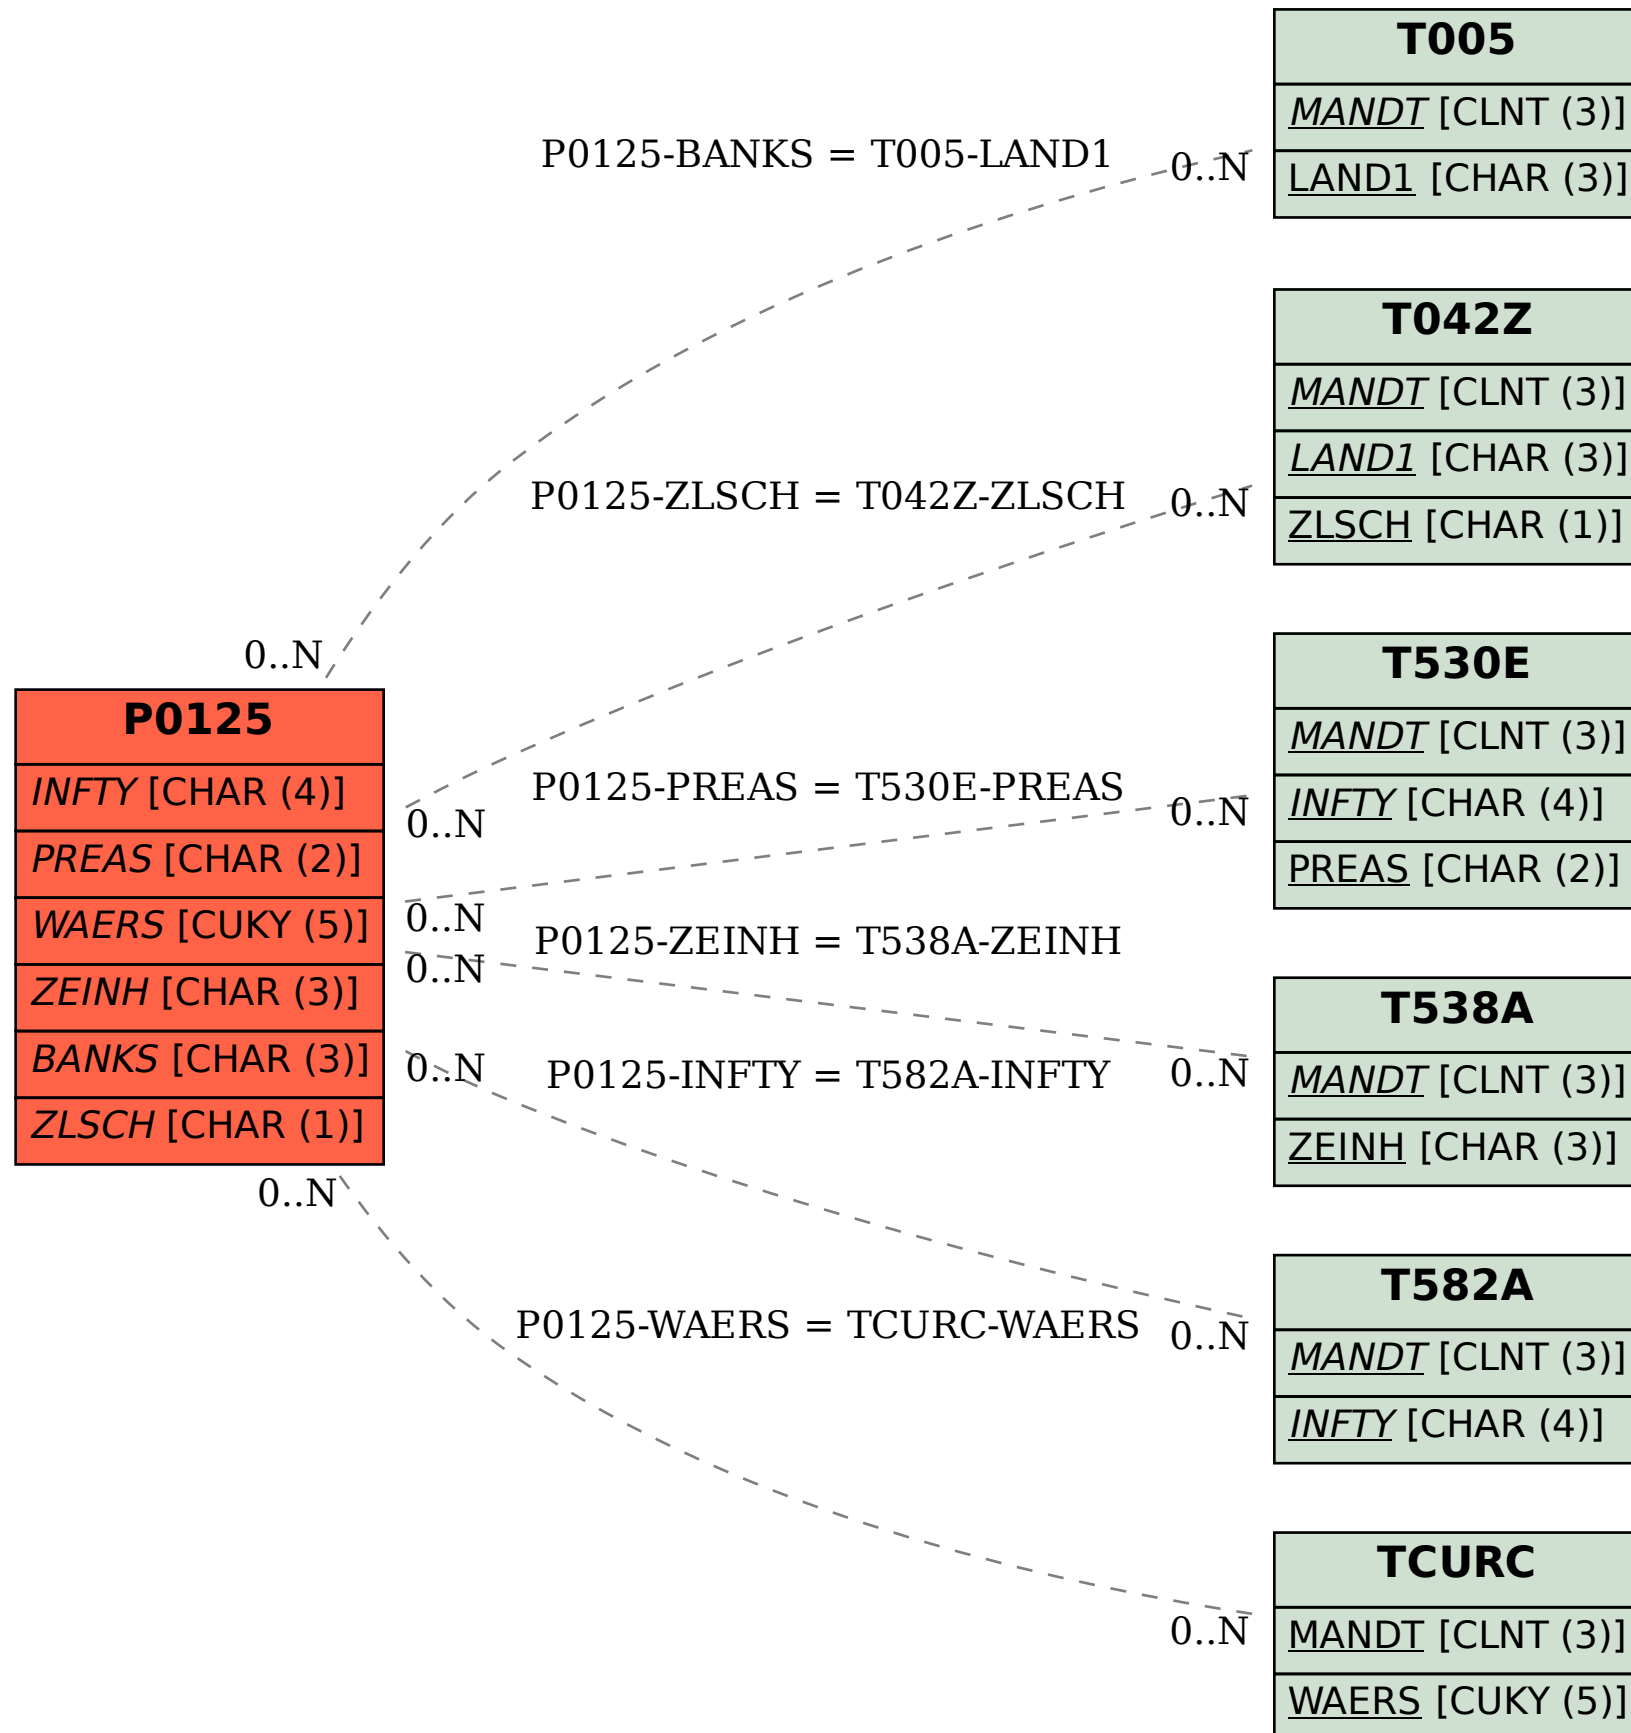 T005
MANDT [CLNT (3)]
LAND1 [CHAR (3)]
P0125-BANKS = T005-LAND1
0..N
0..N
T042Z
MANDT [CLNT (3)]
LAND1 [CHAR (3)]
ZLSCH [CHAR (1)]
P0125-ZLSCH = T042Z-ZLSCH
0..N
0..N
T530E
MANDT [CLNT (3)]
INFTY [CHAR (4)]
PREAS [CHAR (2)]
P0125-PREAS = T530E-PREAS
0..N
0..N
P0125
INFTY [CHAR (4)]
PREAS [CHAR (2)]
WAERS [CUKY (5)]
ZEINH [CHAR (3)]
BANKS [CHAR (3)]
ZLSCH [CHAR (1)]
P0125-ZEINH = T538A-ZEINH
0..N
0..N
T538A
MANDT [CLNT (3)]
ZEINH [CHAR (3)]
P0125-INFTY = T582A-INFTY
0..N
0..N
T582A
MANDT [CLNT (3)]
INFTY [CHAR (4)]
P0125-WAERS = TCURC-WAERS
0..N
0..N
TCURC
MANDT [CLNT (3)]
WAERS [CUKY (5)]